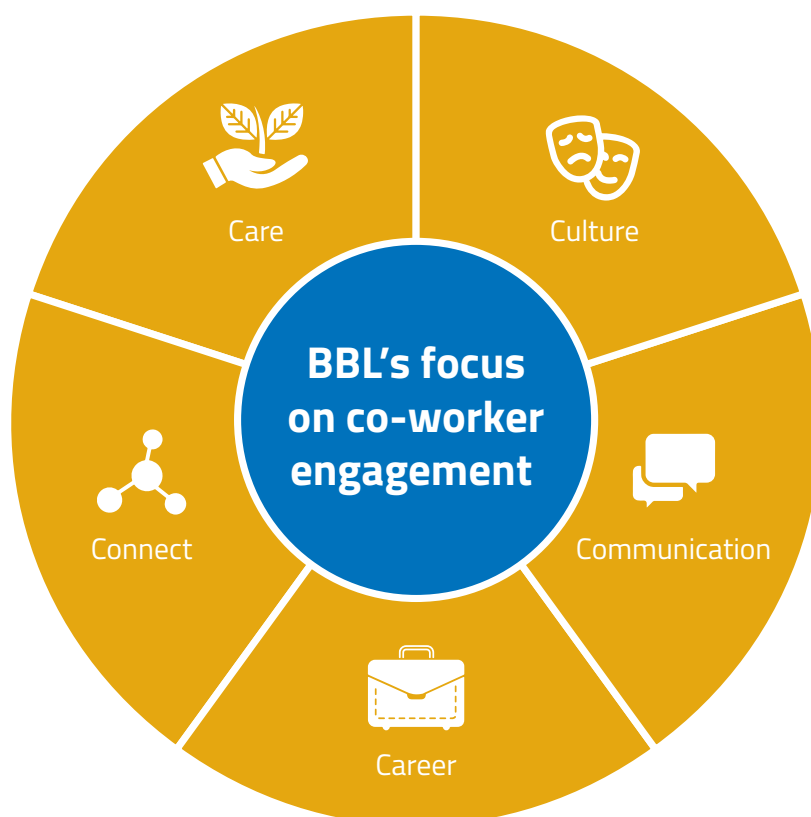 Care
Culture
BBL’s focus
on co-worker
engagement
Connect
Communication
Career